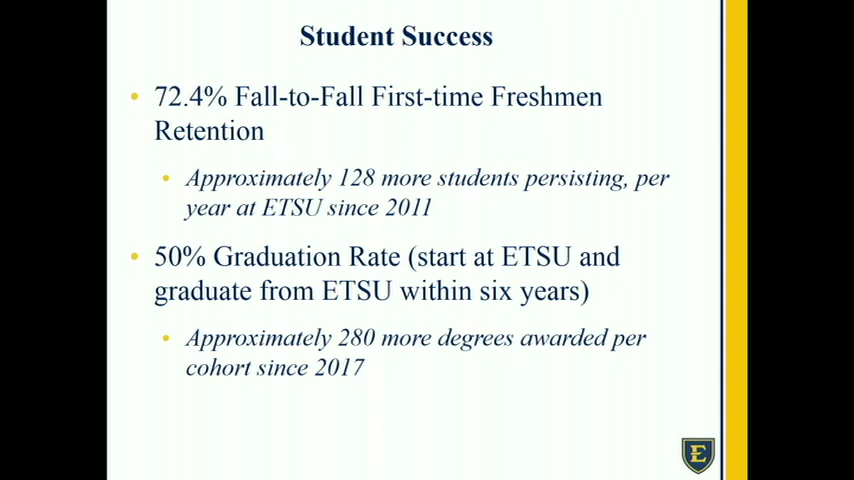 Student Success
• 72.4% Fall-to-Fall First-time Freshmen
Retention
• Approximately 128 more students persisting, per
year at ETSU since 2011
• 50% Graduation Rate (start at ETSU and
graduate from ETSU within six years)
• Approximately 280 more degrees awarded per
cohort since 2017
E